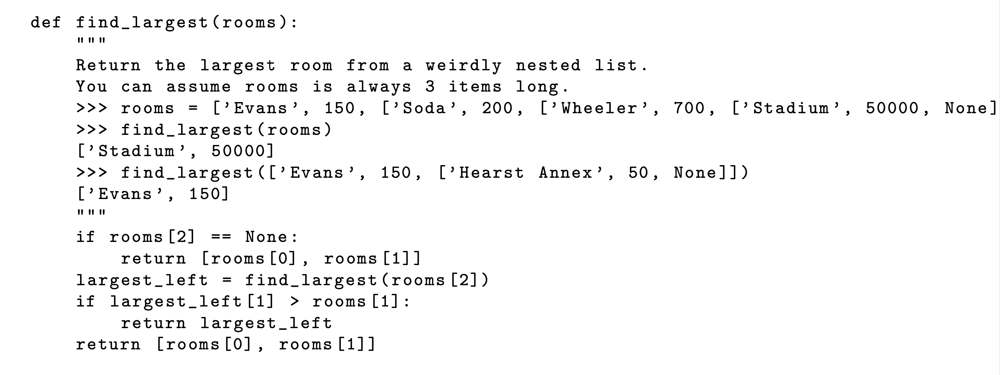 def find_largest(rooms):
    """
    Return the largest room from a weirdly nested list.
    You can assume rooms is always 3 items long.
    >>> rooms = ['Evans', 150, ['Soda', 200, ['Wheeler', 700, ['Stadium', 50000, None]
    >>> find_largest(rooms)
    ['Stadium', 50000]
    >>> find_largest(['Evans', 150, ['Hearst Annex', 50, None]])
    ['Evans', 150]
    """
    if rooms[2] == None:
        return [rooms[0], rooms[1]]
    largest_left = find_largest(rooms[2])
    if largest_left[1] > rooms[1]:
        return largest_left
    return [rooms[0], rooms[1]]